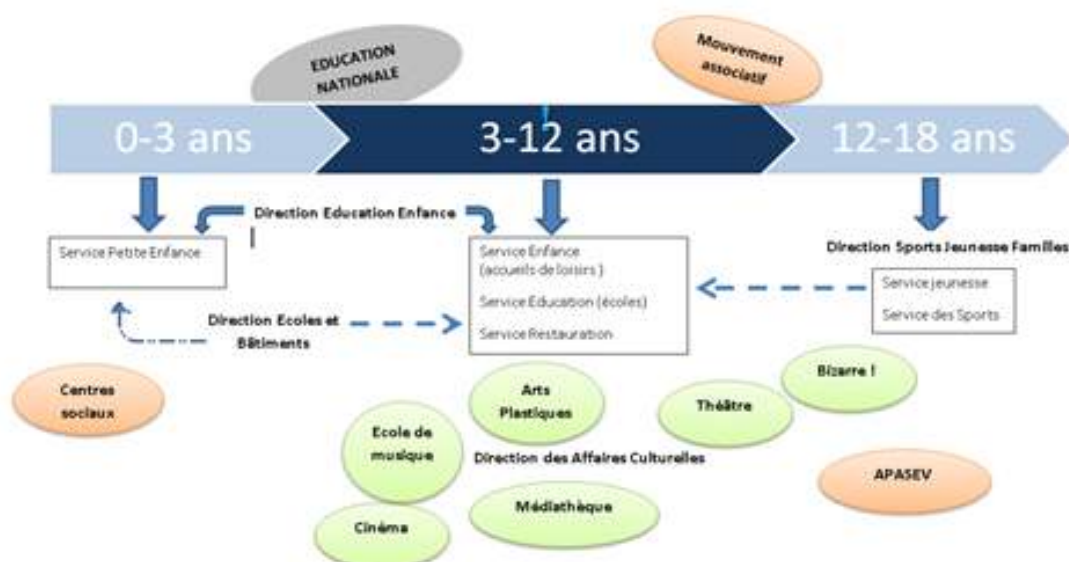 EDUCATION
NATIONALE
Mouvement
associatif
0-3 ans
3-12 ans
12-18 ans
Direction Education Enfance
Service Petite Enfance
Service Enfance
(accueils de loisirs )
Service Education (écoles)
Service Restauration
Direction Sports Jeunesse Familles
Service jeunesse
Service des Sports
Direction Ecoles et
Bâtiments
Centres
sociaux
Arts
Plastiques
Ecole de
musique
Direction des Affaires Culturelles
Théâtre
Bizarre !
Médiathèque
Cinéma
APASEV